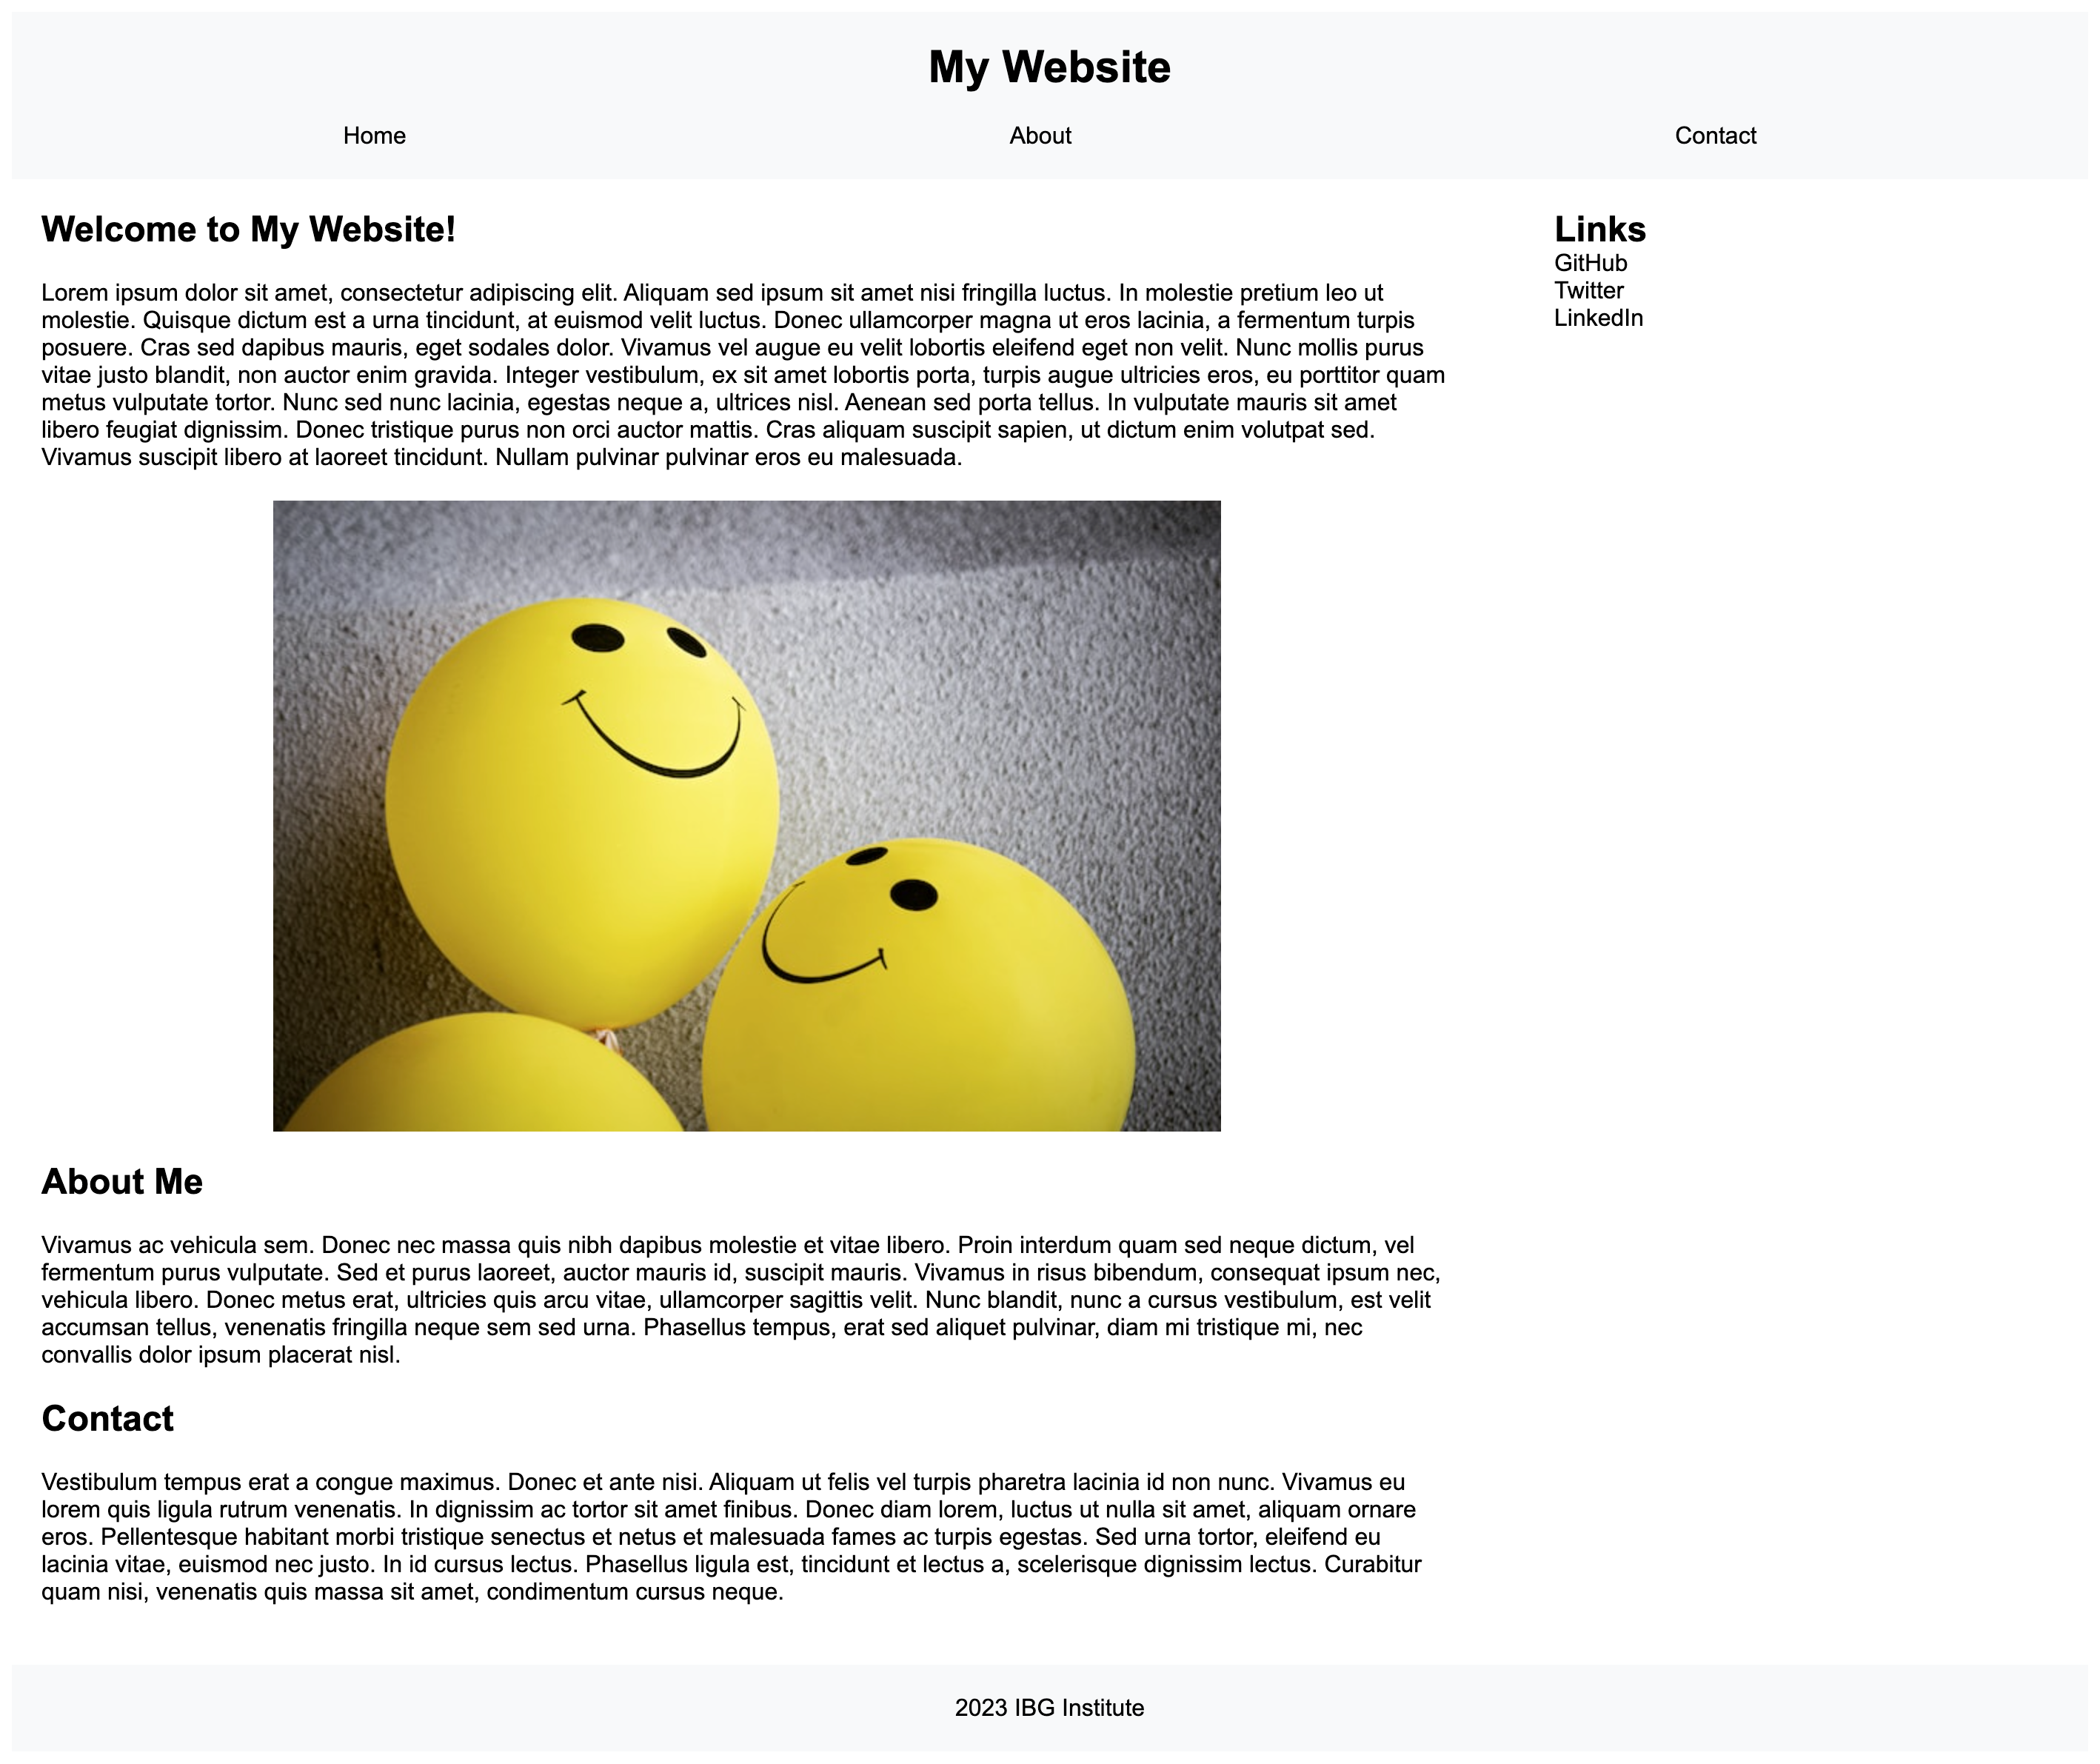 My Website
Home About Contact
Welcome to My Website!
Lorem ipsum dolor sit amet, consectetur adipiscing elit. Aliquam sed ipsum sit amet nisi fringilla luctus. In molestie pretium leo ut
molestie. Quisque dictum est a urna tincidunt, at euismod velit luctus. Donec ullamcorper magna ut eros lacinia, a fermentum turpis
posuere. Cras sed dapibus mauris, eget sodales dolor. Vivamus vel augue eu velit lobortis eleifend eget non velit. Nunc mollis purus
vitae justo blandit, non auctor enim gravida. Integer vestibulum, ex sit amet lobortis porta, turpis augue ultricies eros, eu porttitor quam
metus vulputate tortor. Nunc sed nunc lacinia, egestas neque a, ultrices nisl. Aenean sed porta tellus. In vulputate mauris sit amet
libero feugiat dignissim. Donec tristique purus non orci auctor mattis. Cras aliquam suscipit sapien, ut dictum enim volutpat sed.
Vivamus suscipit libero at laoreet tincidunt. Nullam pulvinar pulvinar eros eu malesuada.
About Me
Vivamus ac vehicula sem. Donec nec massa quis nibh dapibus molestie et vitae libero. Proin interdum quam sed neque dictum, vel
fermentum purus vulputate. Sed et purus laoreet, auctor mauris id, suscipit mauris. Vivamus in risus bibendum, consequat ipsum nec,
vehicula libero. Donec metus erat, ultricies quis arcu vitae, ullamcorper sagittis velit. Nunc blandit, nunc a cursus vestibulum, est velit
accumsan tellus, venenatis fringilla neque sem sed urna. Phasellus tempus, erat sed aliquet pulvinar, diam mi tristique mi, nec
convallis dolor ipsum placerat nisl.
Contact
Vestibulum tempus erat a congue maximus. Donec et ante nisi. Aliquam ut felis vel turpis pharetra lacinia id non nunc. Vivamus eu
lorem quis ligula rutrum venenatis. In dignissim ac tortor sit amet finibus. Donec diam lorem, luctus ut nulla sit amet, aliquam ornare
eros. Pellentesque habitant morbi tristique senectus et netus et malesuada fames ac turpis egestas. Sed urna tortor, eleifend eu
lacinia vitae, euismod nec justo. In id cursus lectus. Phasellus ligula est, tincidunt et lectus a, scelerisque dignissim lectus. Curabitur
quam nisi, venenatis quis massa sit amet, condimentum cursus neque.
Links
GitHub
Twitter
LinkedIn
2023 IBG Institute